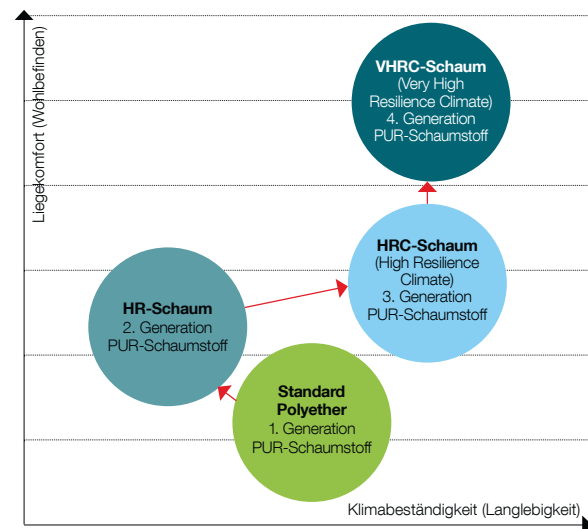 Liegekomfort (Wohlbefinden)
VHRC-Schaum
(Very High
Resilience Climate)
4. Generation
PUR-Schaumstoff
HRC-Schaum
(High Resilience
Climate)
3. Generation
PUR-Schaumstoff
HR-Schaum
2. Generation
PUR-Schaumstoff
Standard
Polyether
1. Generation
PUR-Schaumstoff
Klimabeständigkeit (Langlebigkeit)